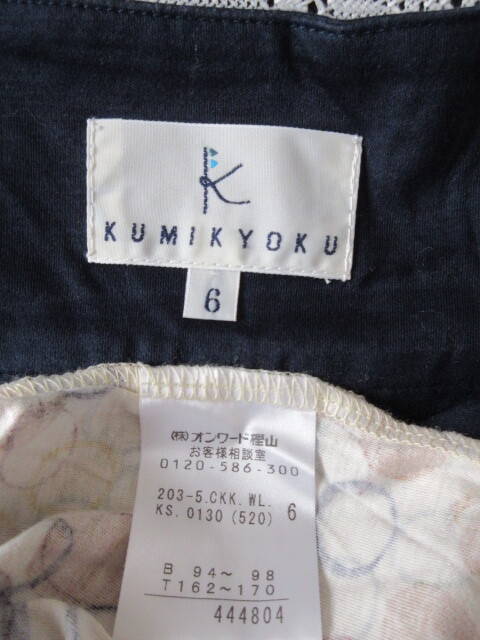 K
KUMIKYOKU
6
(株)オンワード樫山
お客様相談室
0120-586-300
203-5.CKK.WL. 6
KS.0130 (520)
B 94~ 98
T162~170
444804